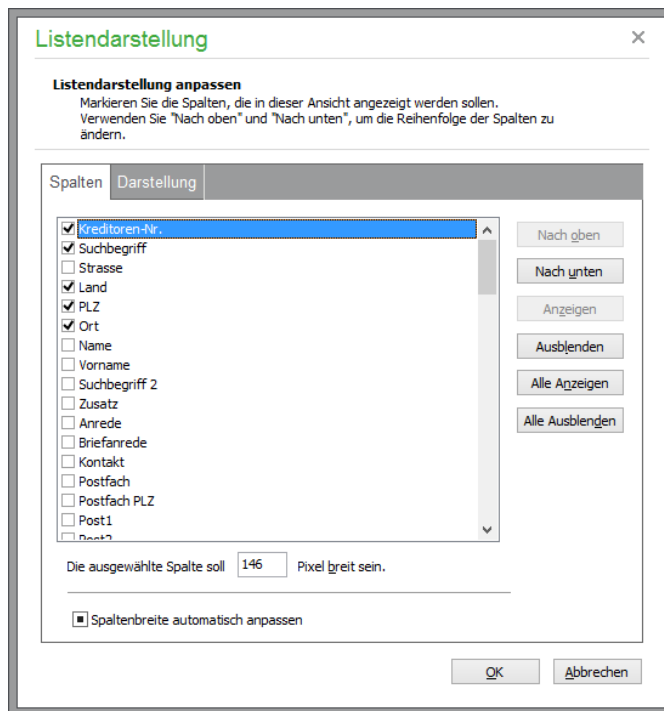 Listendarstellung
Listendarstellung anpassen
Markieren Sie die Spalten, die in dieser Ansicht angezeigt werden sollen.
Verwenden Sie "Nach oben" und "Nach unten", um die Reihenfolge der Spalten zu
ändern.
Spalten Darstellung
Kreditoren-Nr.
Suchbegriff
Strasse
Land
PLZ
Ort
Name
Vorname
Suchbegriff 2
Zusatz
Anrede
Briefanrede
Kontakt
Postfach
Postfach PLZ
Post1
Post2
Nach oben
Nach unten
Anzeigen
Ausblenden
Alle Anzeigen
Alle Ausblenden
Die ausgewählte Spalte soll 146 Pixel breit sein.
Spaltenbreite automatisch anpassen
OK Abbrechen